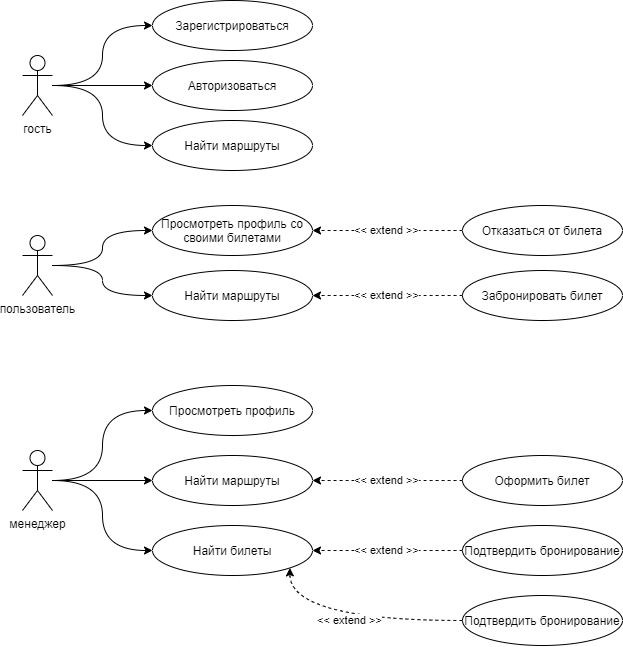 Зарегистрироваться
Авторизоваться
гость
Найти маршруты
Просмотреть профиль со
своими билетами
<< extend >>
Отказаться от билета
пользователь
Найти маршруты
<< extend >>
Забронировать билет
Просмотреть профиль
менеджер
Найти маршруты
<< extend >>
Оформить билет
Найти билеты
<< extend >>
Подтвердить бронирование
<< extend >>
Подтвердить бронирование